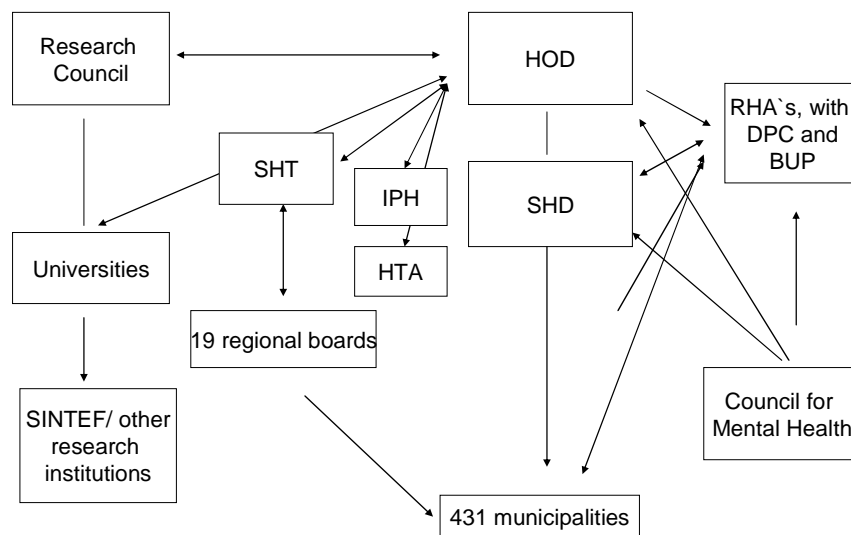 Research
Council
HOD
RHA`s, with
DPC and
BUP
SHT
IPH
SHD
Universities
HTA
19 regional boards
SINTEF/ other
research
institutions
Council for
Mental Health
431 municipalities